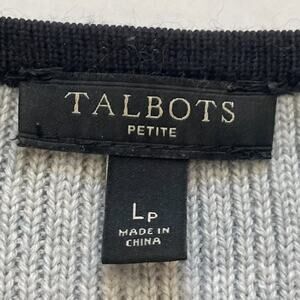 TALBOTS
PETITE
LP
MADE IN
CHINA